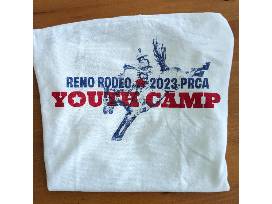 RENO RODEO ★ 2023 PRCA
YOUTH CAMP